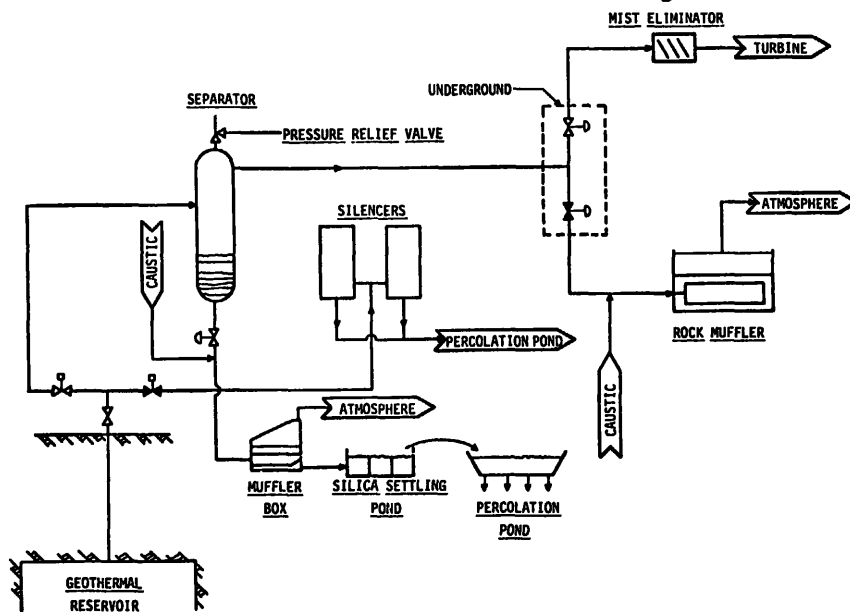 MIST ELIMINATOR
TURBINE
UNDERGROUND
SEPARATOR
PRESSURE RELIEF VALVE
SILENCERS
ATMOSPHERE
CAUSTIC
PERCOLATION POND
ROCK MUFFLER
ATMOSPHERE
CAUSTIC
MUFFLER
BOX
SILICA SETTLING
POND
PERCOLATION
POND
GEOTHERMAL
RESERVOIR